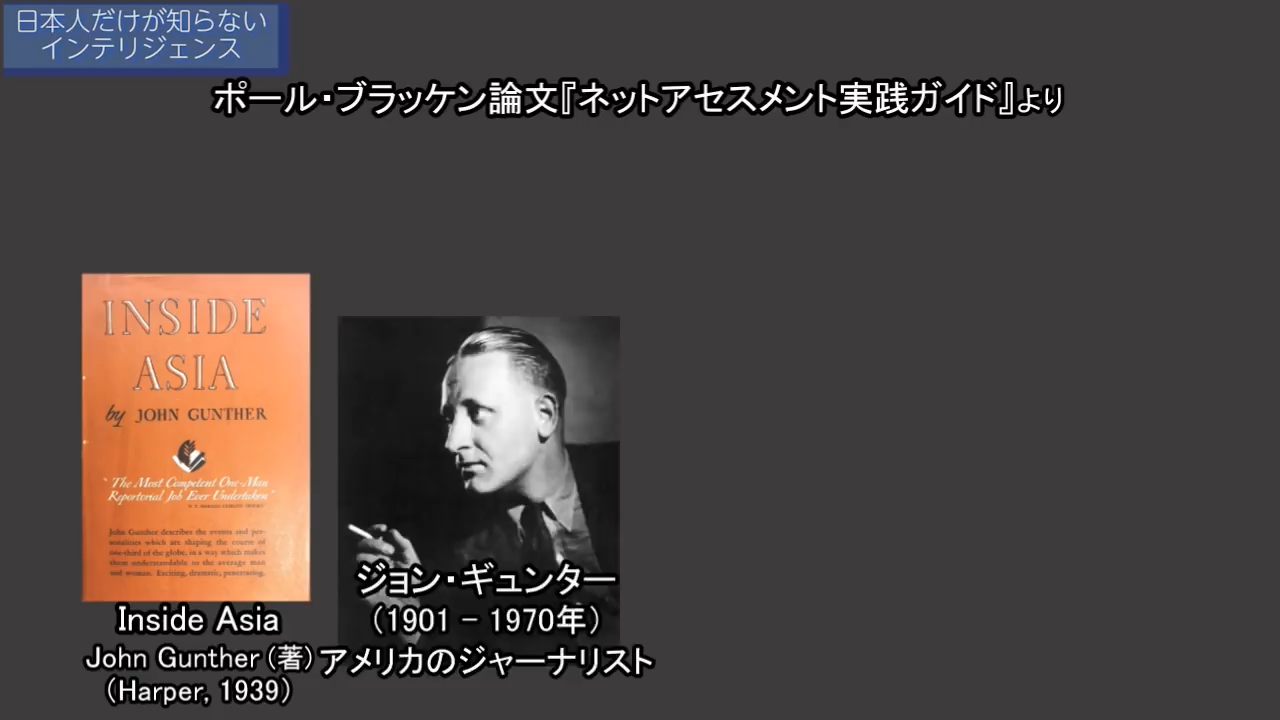 日本人だけが知らない
インテリジェンス
ポール・ブラッケン論文『ネットアセスメント実践ガイド』より
INSIDE
ASIA
by JOHN GUNTHER
"The Most Competent One-Man
Reportorial Job Ever Undertaken"
John Gunther describes the events and per-
sonalities which are shaping the course of
one-third of the globe, in a way which makes
them understandable to the average man
and woman. Exciting, dramatic, penetrating.
Inside Asia
John Gunther (著)
(Harper, 1939)
ジョン・ギュンター
(1901 - 1970年)
アメリカのジャーナリスト